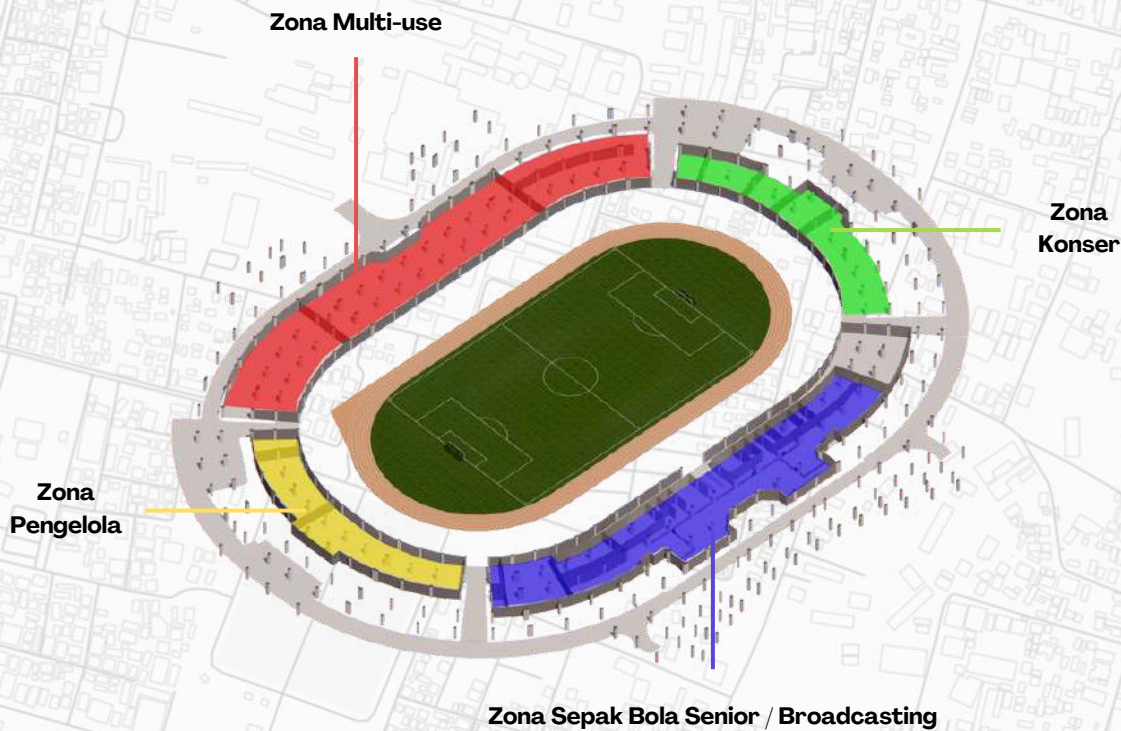 Zona Multi-use
Zona
Konser
Zona
Pengelola
Zona Sepak Bola Senior / Broadcasting